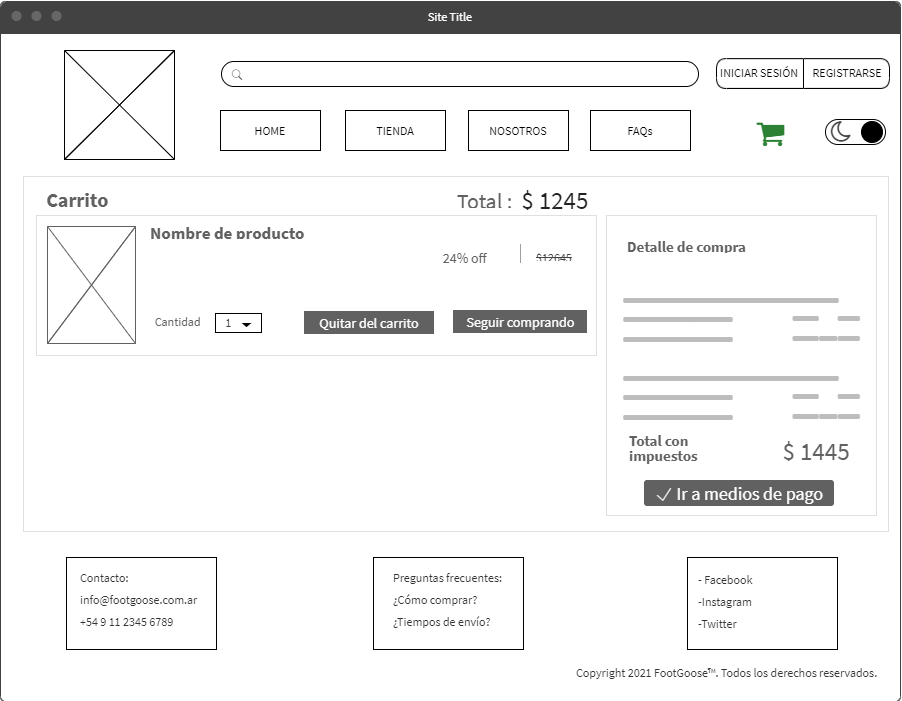 Site Title
INICIAR SESIÓN
REGISTRARSE
HOME
TIENDA
NOSOTROS
FAQs
Carrito
Total : $ 1245
Nombre de producto
24% off
$12645
Cantidad
1
Quitar del carrito
Seguir comprando
Detalle de compra
Total con
impuestos
$ 1445
Ir a medios de pago
Contacto:
info@footgoose.com.ar
+54 9 11 2345 6789
Preguntas frecuentes:
¿Cómo comprar?
¿Tiempos de envío?
- Facebook
-Instagram
-Twitter
Copyright 2021 FootGoose™. Todos los derechos reservados.